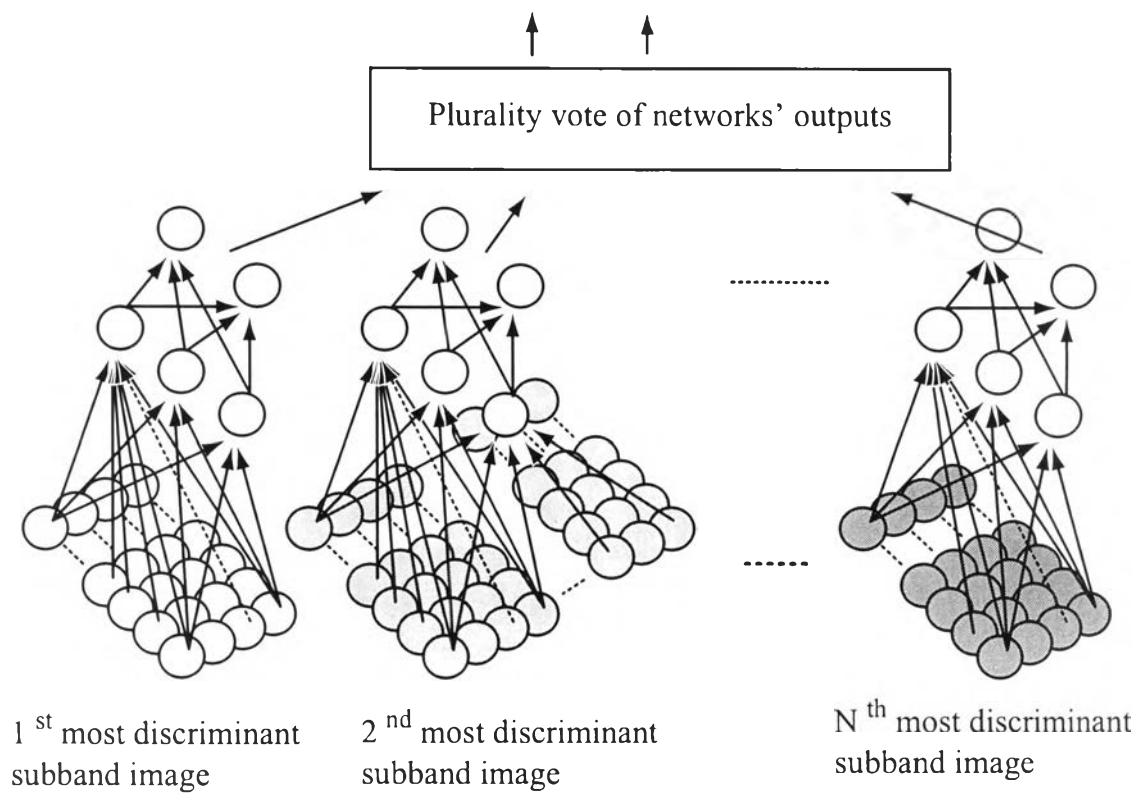 Plurality vote of networks' outputs
1 st most discriminant
subband image
2 nd most discriminant
subband image
N th most discriminant
subband image